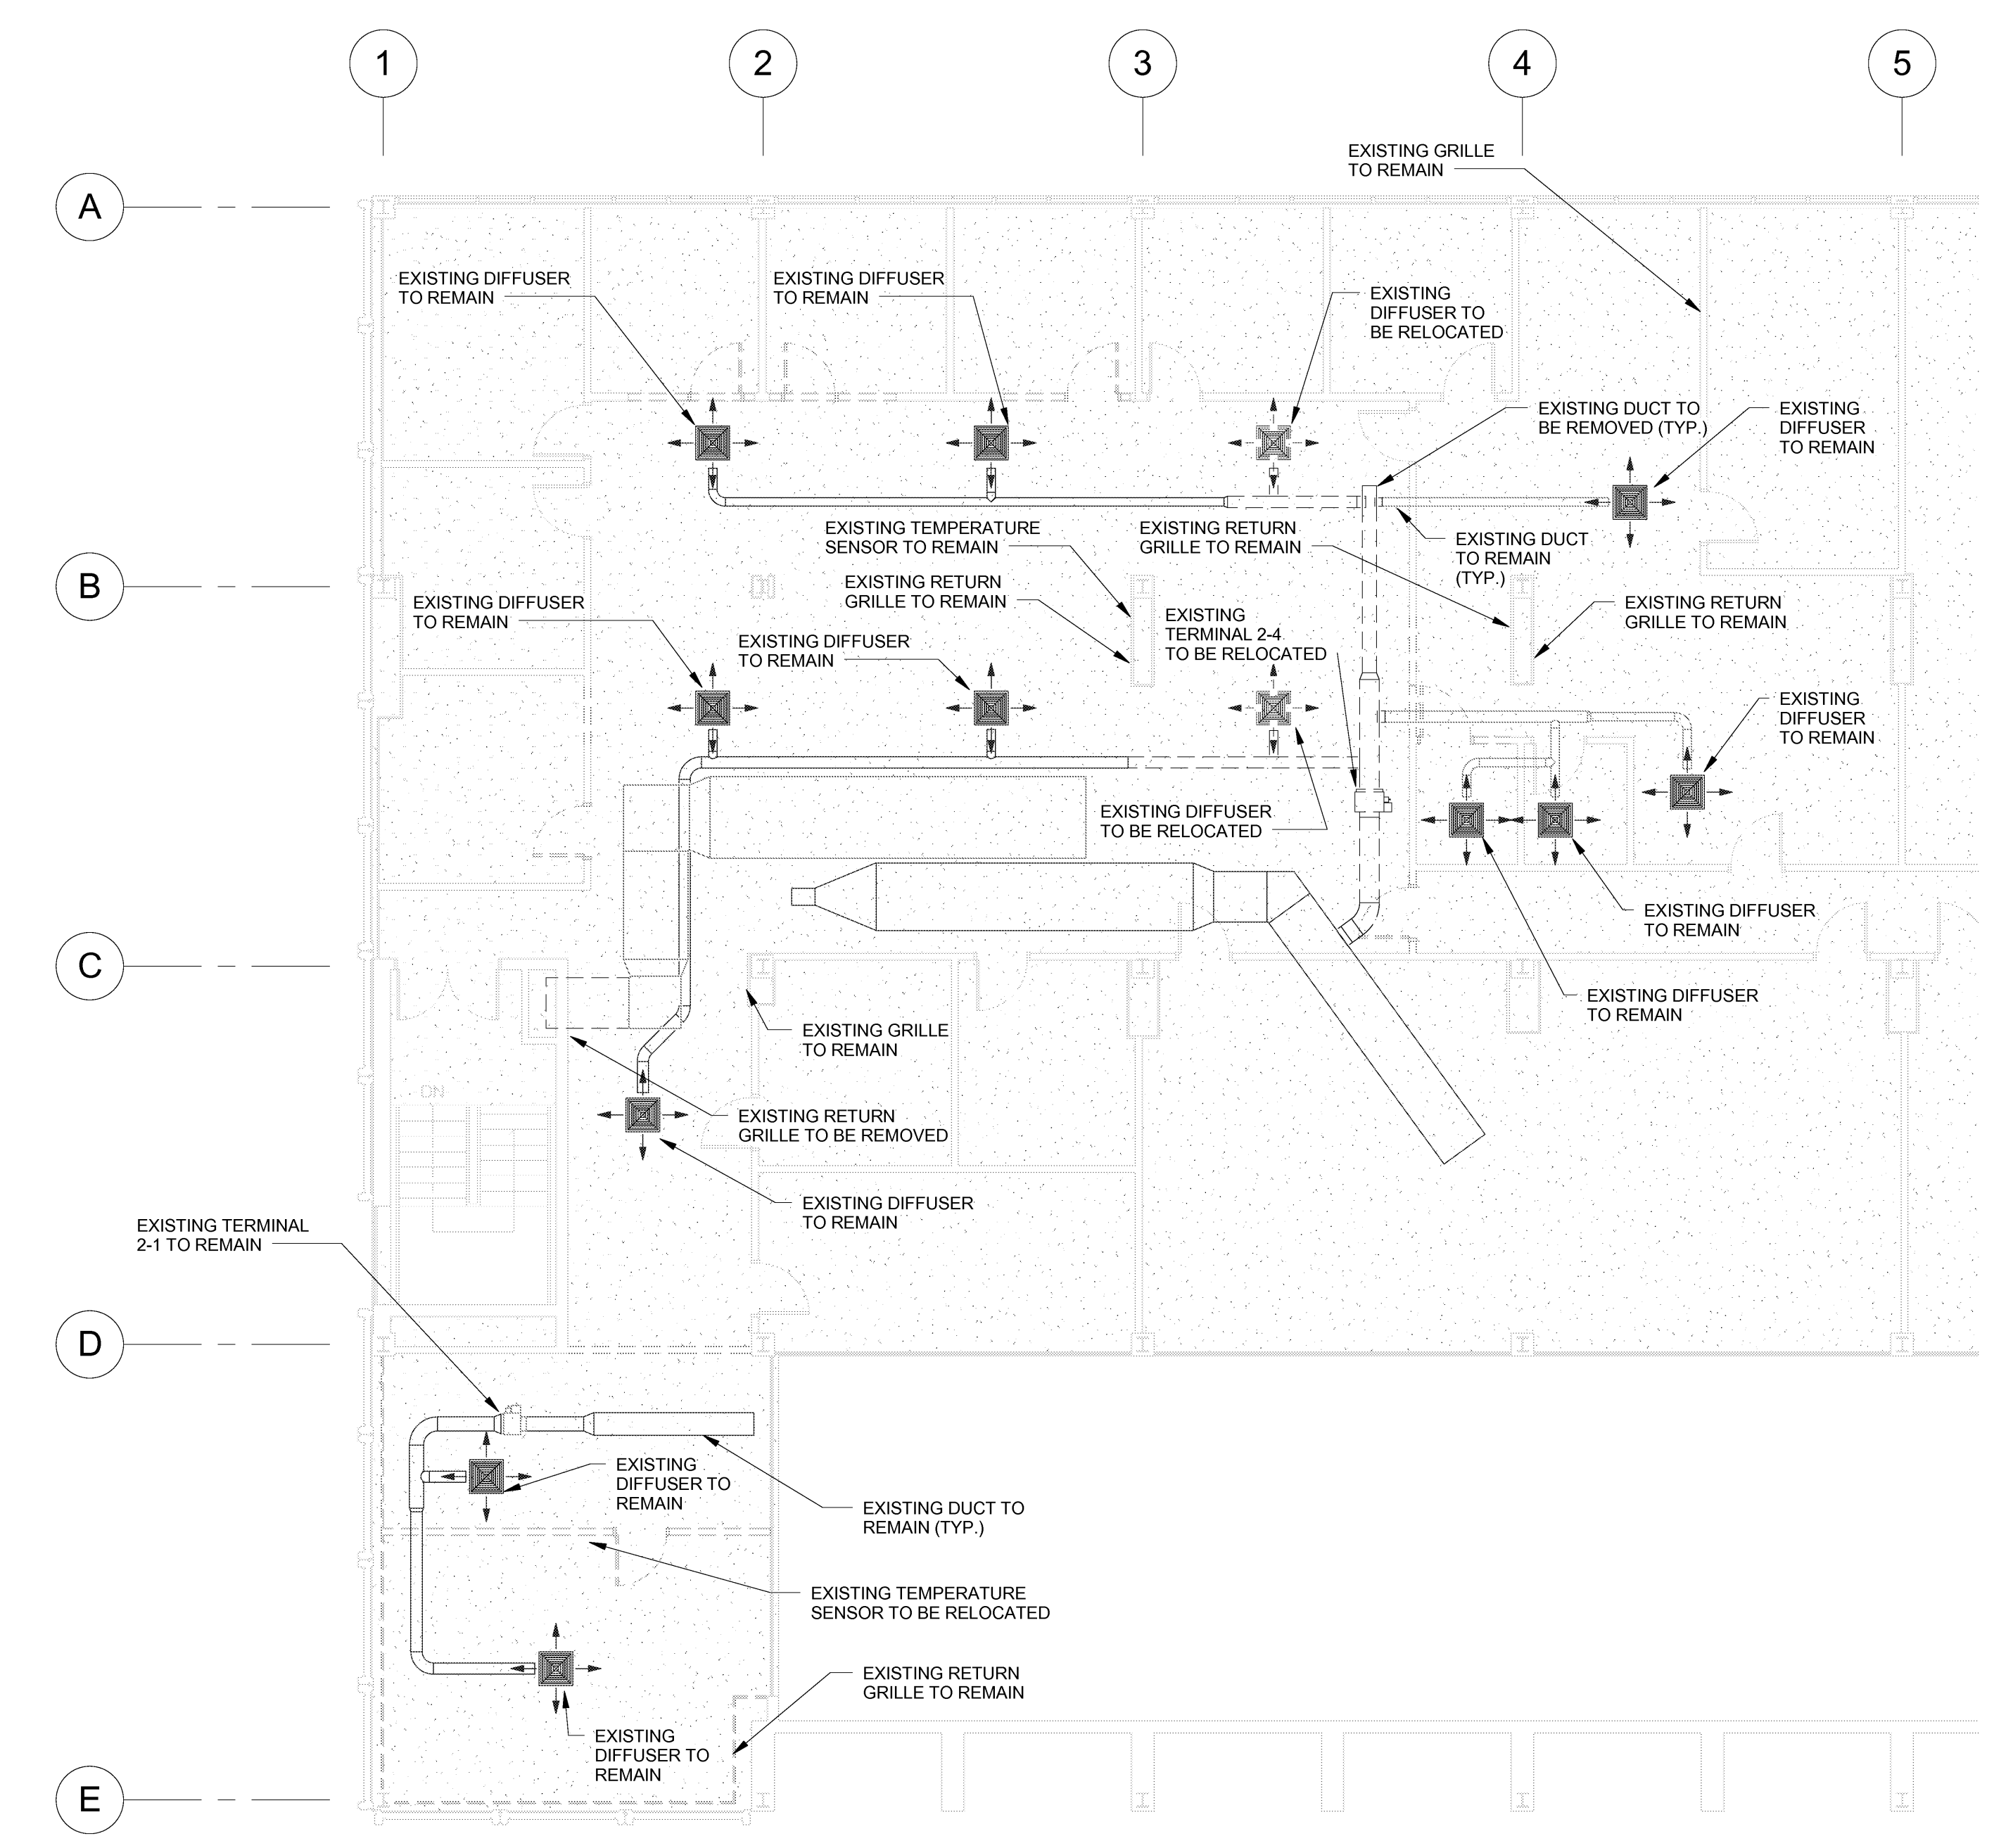 1
2
3
4
5
EXISTING GRILLE
TO REMAIN
A
EXISTING DIFFUSER
TO REMAIN
EXISTING DIFFUSER
TO REMAIN
EXISTING
DIFFUSER TO
BE RELOCATED
EXISTING DUCT TO
BE REMOVED (TYP.)
EXISTING
DIFFUSER
TO REMAIN
EXISTING TEMPERATURE
SENSOR TO REMAIN
EXISTING RETURN
GRILLE TO REMAIN
EXISTING DUCT
TO REMAIN
(TYP.)
B
EXISTING RETURN
GRILLE TO REMAIN
EXISTING DIFFUSER
TO REMAIN
EXISTING RETURN
GRILLE TO REMAIN
EXISTING
TERMINAL 2-4
TO BE RELOCATED
EXISTING DIFFUSER
TO REMAIN
EXISTING
DIFFUSER
TO REMAIN
EXISTING DIFFUSER
TO BE RELOCATED
EXISTING DIFFUSER
TO REMAIN
C
EXISTING DIFFUSER
TO REMAIN
EXISTING GRILLE
TO REMAIN
DN
EXISTING RETURN
GRILLE TO BE REMOVED
EXISTING DIFFUSER
TO REMAIN
EXISTING TERMINAL
2-1 TO REMAIN
D
EXISTING
DIFFUSER TO
REMAIN
EXISTING DUCT TO
REMAIN (TYP.)
EXISTING TEMPERATURE
SENSOR TO BE RELOCATED
EXISTING RETURN
GRILLE TO REMAIN
EXISTING
DIFFUSER TO
REMAIN
E